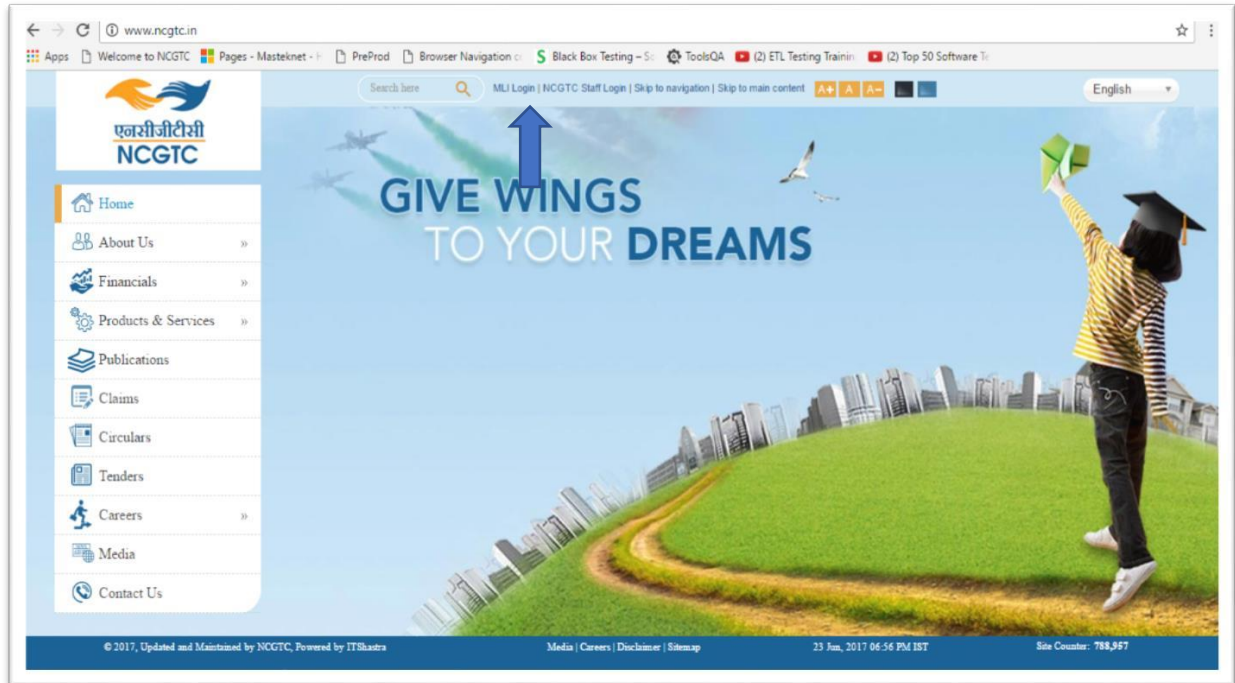 www.ncgtc.in
Apps Welcome to NCGTC Pages - Masteknet - PreProd Browser Navigation Black Box Testing – ToolsQA (2) ETL Testing Trainin (2) Top 50 Software
एनसीजीटीसी
NCGTC
Search here MLI Login | NCGTC Staff Login | Skip to navigation | Skip to main content A+ A A- English
GIVE WINGS
TO YOUR DREAMS
Home
About Us »
Financials »
Products & Services »
Publications
Claims
Circulars
Tenders
Careers »
Media
Contact Us
© 2017, Updated and Maintained by NCGTC, Powered by ITShastra Media | Careers | Disclaimer | Sitemap 23 Jun, 2017 06:56 PM IST Site Counter: 788,957